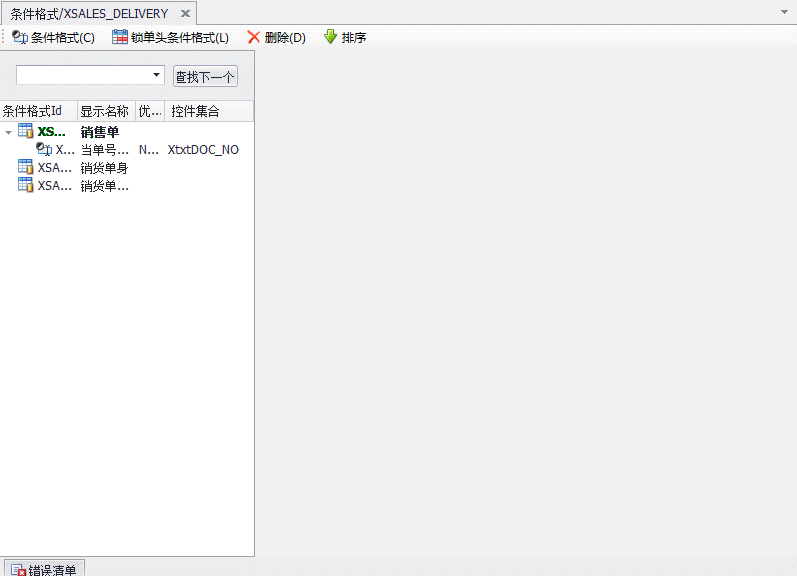 条件格式/XSALES_DELIVERY
条件格式(C) 锁单头条件格式(L) 删除(D) 排序
查找下一个
条件格式Id 显示名称 优... 控件集合
XS... 销售单
X... 当单号... N... XtxtDOC_NO
XSA... 销货单身
XSA... 销货单...
错误清单